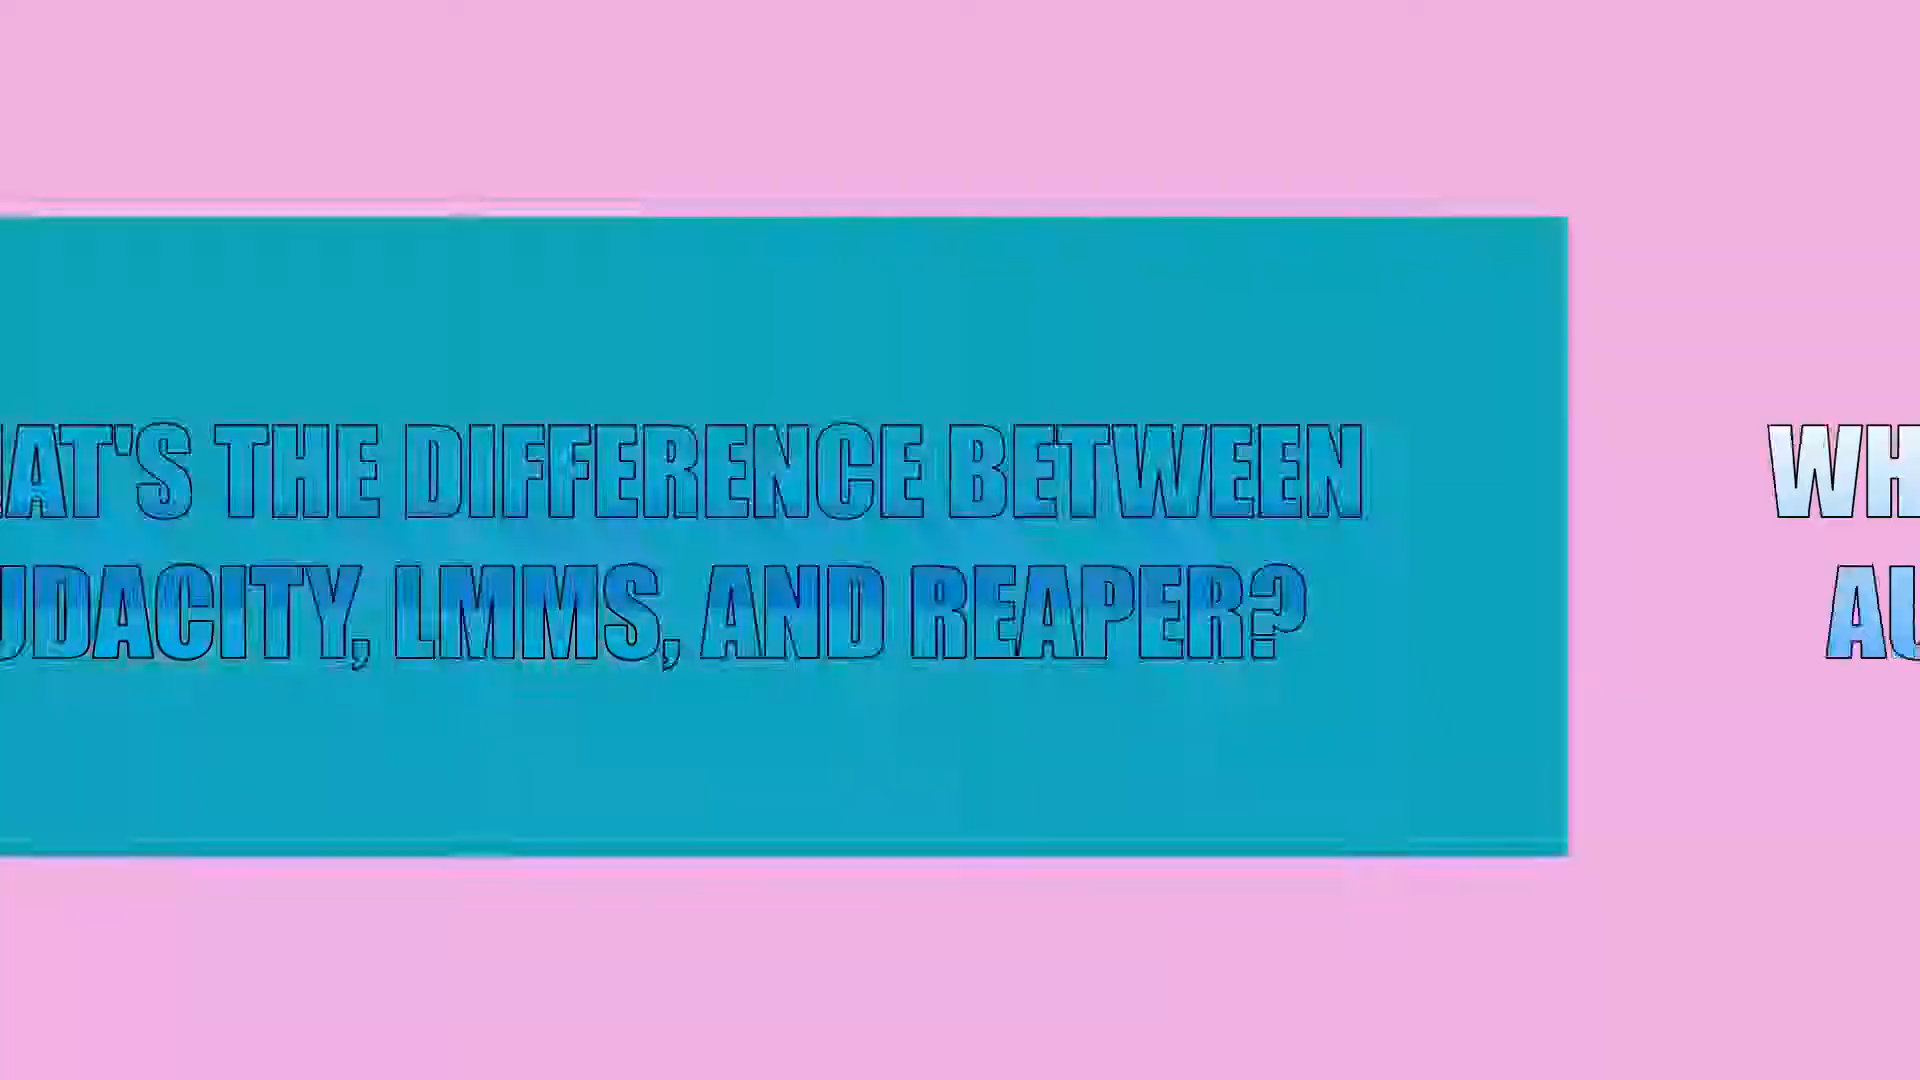 AT'S THE DIFFERENCE BETWEEN
UDACITY, LMMS, AND REAPER?
WH
AU